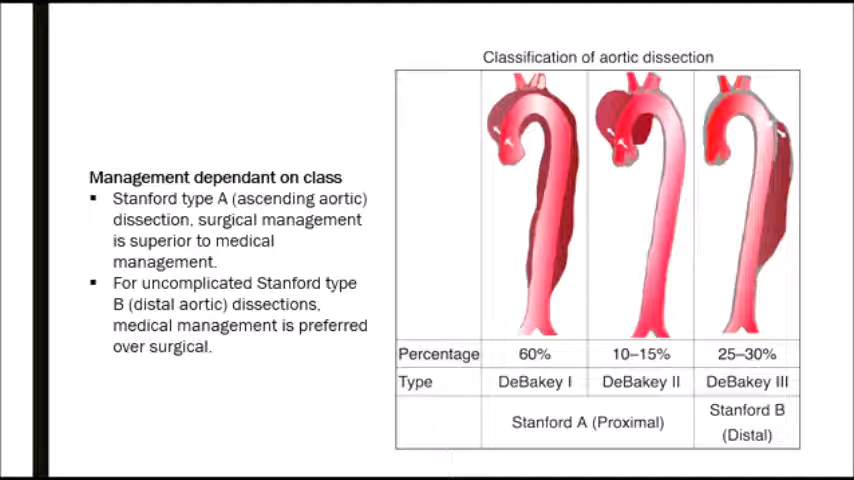 Classification of aortic dissection
Management dependant on class
▪ Stanford type A (ascending aortic)
dissection, surgical management
is superior to medical
management.
▪ For uncomplicated Stanford type
B (distal aortic) dissections,
medical management is preferred
over surgical.
Percentage 60% 10–15% 25–30%
Type DeBakey I DeBakey II DeBakey III
Stanford A (Proximal) Stanford B
(Distal)